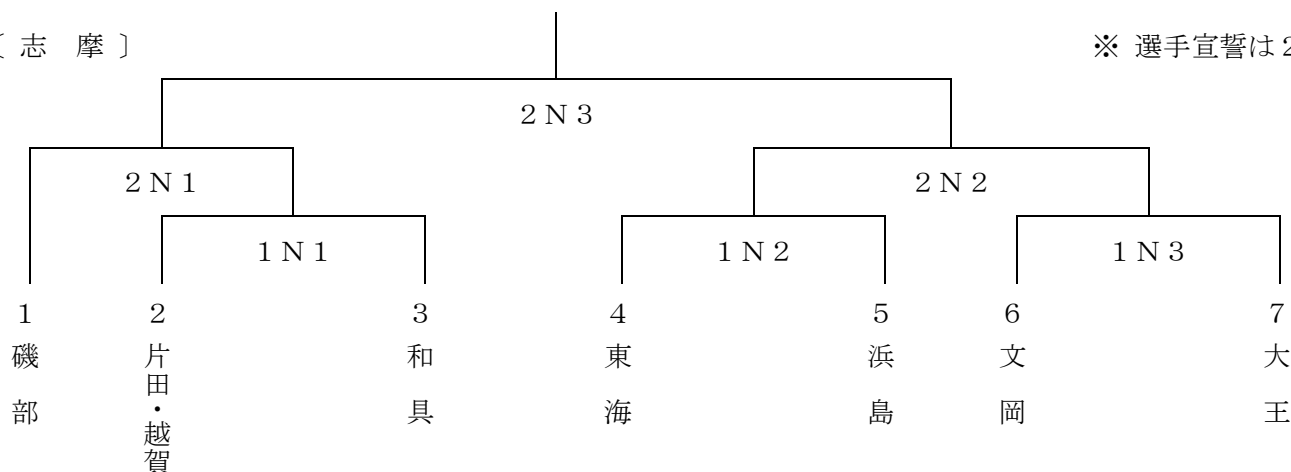 〔 志 摩 〕
※ 選手宣誓は2
2N3
2N1
2N2
1N1
1N2
1N3
1
2
3
4
5
6
7
磯部
片田・越賀
和具
東海
浜島
文岡
大王